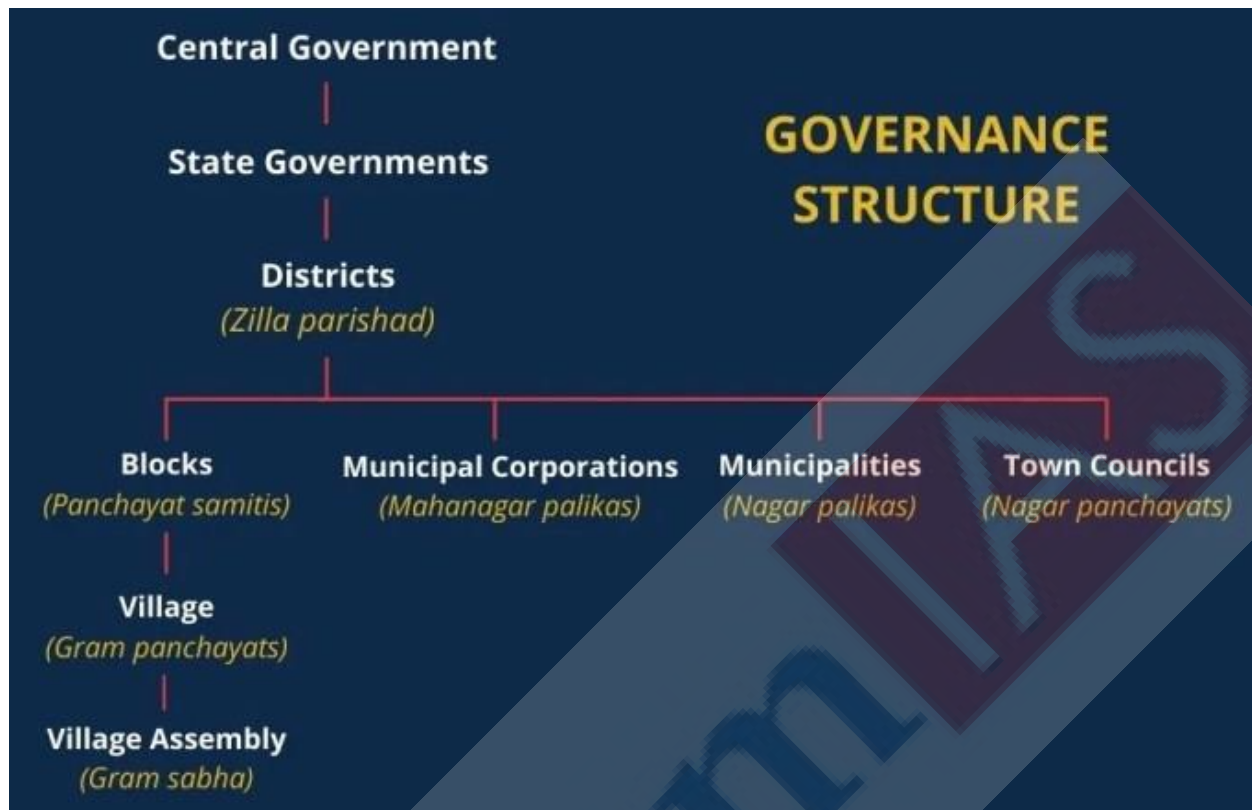 Central Government
GOVERNANCE
STRUCTURE
State Governments
Districts
(Zilla parishad)
Blocks
(Panchayat samitis)
Municipal Corporations
(Mahanagar palikas)
Municipalities
(Nagar palikas)
Town Councils
(Nagar panchayats)
Village
(Gram panchayats)
Village Assembly
(Gram sabha)
IAS